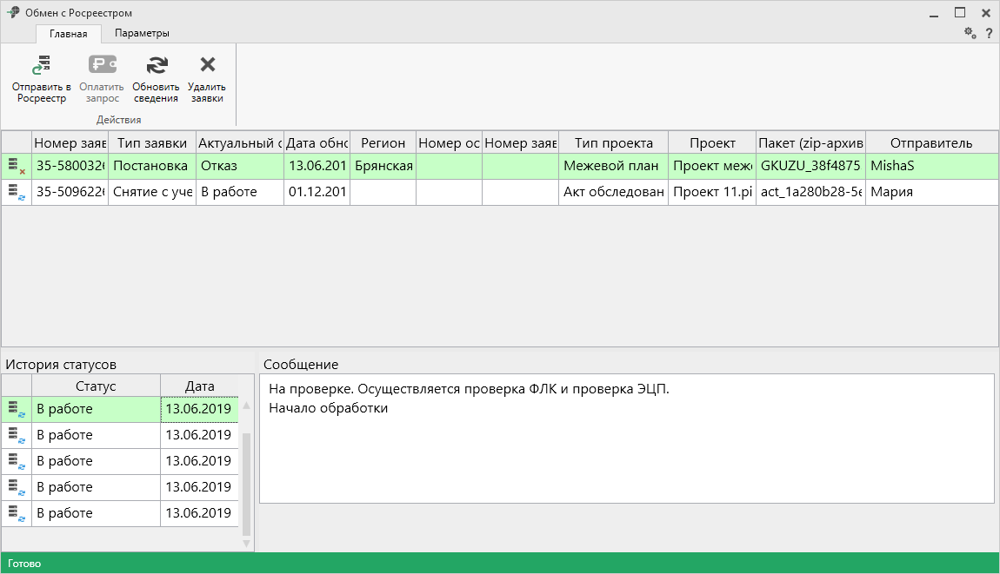 Обмен с Росреестром
Главная Параметры
Отправить в Росреестр
Оплатить запрос
Обновить сведения
Удалить заявки
Действия
Номер заяв Тип заявки Актуальный с Дата обно Регион Номер ос Номер заяв Тип проекта Проект Пакет (zip-архив Отправитель
35-5800326 Постановка Отказ 13.06.201 Брянская Межевой план Проект меже GKUZU_38f4875 MishaS
35-5096226 Снятие с уче В работе 01.12.201 Акт обследован Проект 11.pi act_1a280b28-5e Мария
История статусов
Статус Дата
В работе 13.06.2019
В работе 13.06.2019
В работе 13.06.2019
В работе 13.06.2019
В работе 13.06.2019
Сообщение
На проверке. Осуществляется проверка ФЛК и проверка ЭЦП.
Начало обработки
Готово